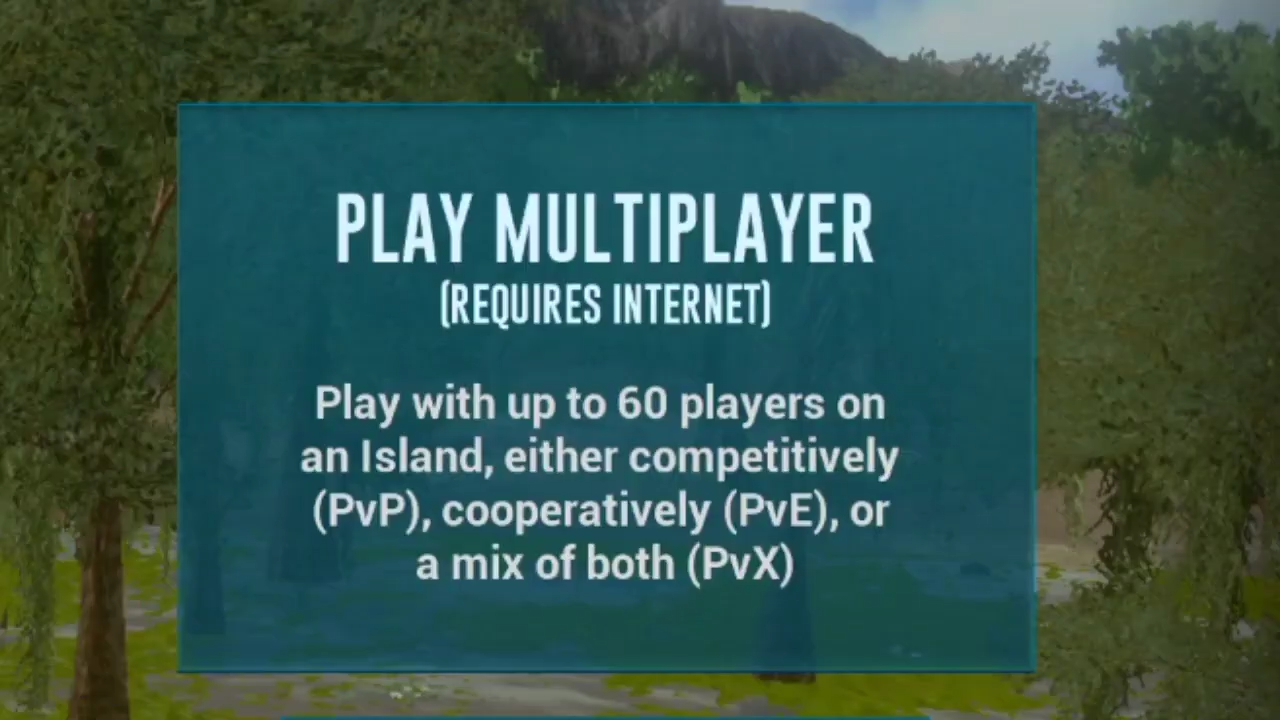 PLAY MULTIPLAYER
(REQUIRES INTERNET)
Play with up to 60 players on
an Island, either competitively
(PvP), cooperatively (PvE), or
a mix of both (PvX)